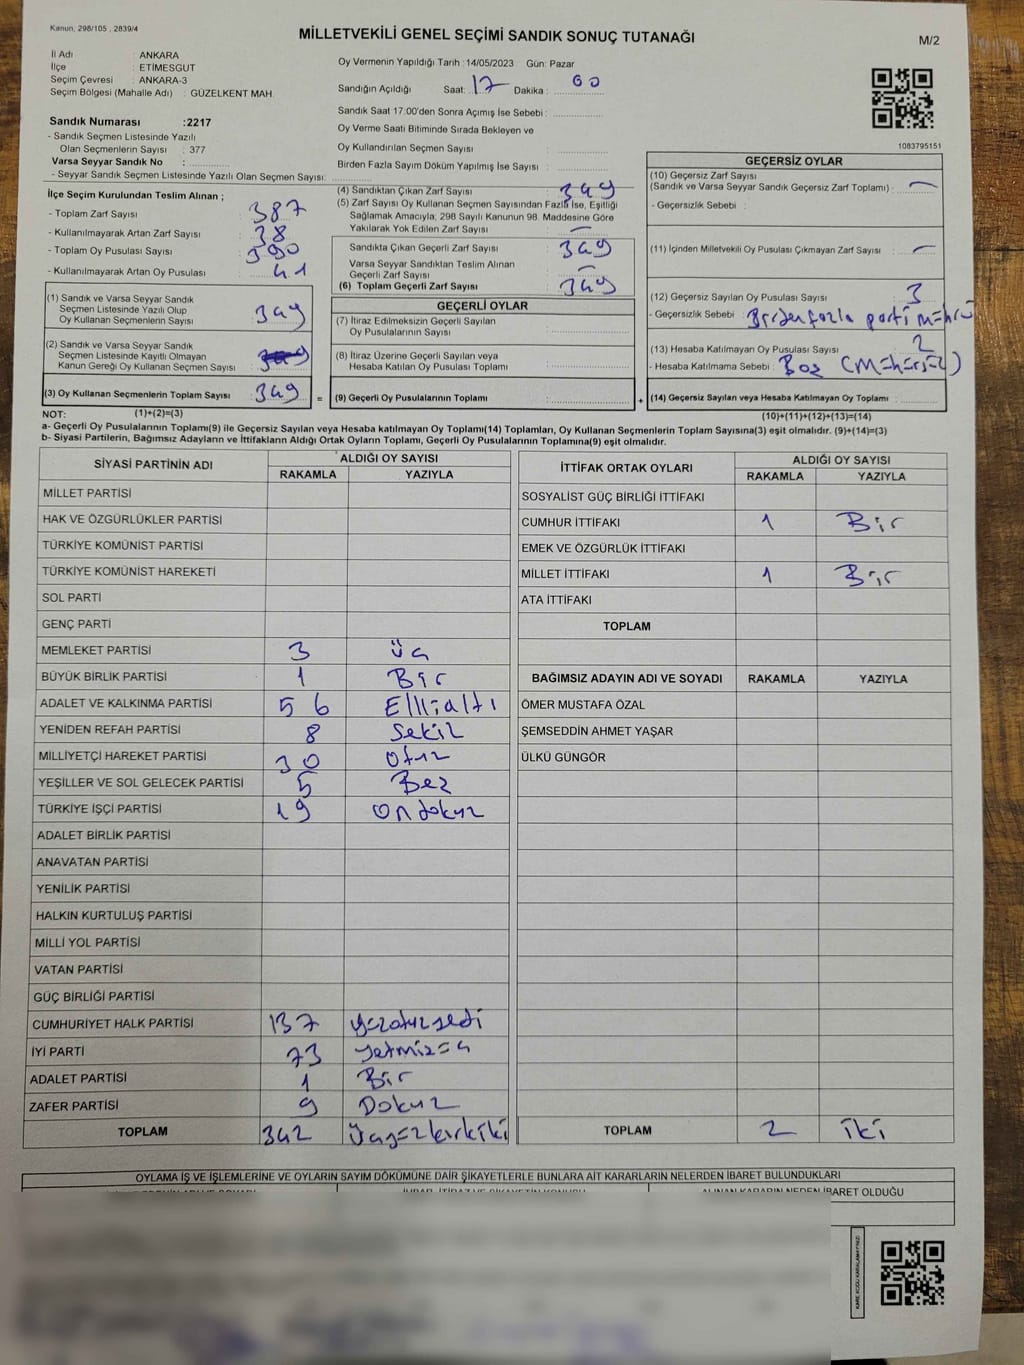 Kanun, 298/105 , 2839/4
MİLLETVEKİLİ GENEL SEÇİMİ SANDIK SONUÇ TUTANAĞI
M/2
İl Adı : ANKARA
İlçe : ETİMESGUT
Seçim Çevresi : ANKARA-3
Seçim Bölgesi (Mahalle Adı) : GÜZELKENT MAH.
Sandık Numarası :2217
- Sandık Seçmen Listesinde Yazılı
Olan Seçmenlerin Sayısı : 377
Varsa Seyyar Sandık No :
- Seyyar Sandık Seçmen Listesinde Yazılı Olan Seçmen Sayısı:
Oy Vermenin Yapıldığı Tarih :14/05/2023 Gün: Pazar
Sandığın Açıldığı Saat: 17 Dakika : 00
Sandık Saat 17:00'den Sonra Açımış İse Sebebi :
Oy Verme Saati Bitiminde Sırada Bekleyen ve
Oy Kullandırılan Seçmen Sayısı :
Birden Fazla Sayım Döküm Yapılmış İse Sayısı :
1083795151
İlçe Seçim Kurulundan Teslim Alınan ;
- Toplam Zarf Sayısı : 387
- Kullanılmayarak Artan Zarf Sayısı : 38
- Toplam Oy Pusulası Sayısı : 390
- Kullanılmayarak Artan Oy Pusulası : 41
(1) Sandık ve Varsa Seyyar Sandık
Seçmen Listesinde Yazılı Olup
Oy Kullanan Seçmenlerin Sayısı : 349
(2) Sandık ve Varsa Seyyar Sandık
Seçmen Listesinde Kayıtlı Olmayan
Kanun Gereği Oy Kullanan Seçmen Sayısı :
(3) Oy Kullanan Seçmenlerin Toplam Sayısı : 349 =
(4) Sandıktan Çıkan Zarf Sayısı : 349
(5) Zarf Sayısı Oy Kullanan Seçmen Sayısından Fazla İse, Eşitliği
Sağlamak Amacıyla, 298 Sayılı Kanunun 98. Maddesine Göre
Yakılarak Yok Edilen Zarf Sayısı : —
Sandıkta Çıkan Geçerli Zarf Sayısı : 349
Varsa Seyyar Sandıktan Teslim Alınan
Geçerli Zarf Sayısı : —
(6) Toplam Geçerli Zarf Sayısı : 349
GEÇERLİ OYLAR
(7) İtiraz Edilmeksizin Geçerli Sayılan
Oy Pusulalarının Sayısı :
(8) İtiraz Üzerine Geçerli Sayılan veya
Hesaba Katılan Oy Pusulası Toplamı :
(9) Geçerli Oy Pusulalarının Toplamı : +
GEÇERSİZ OYLAR
(10) Geçersiz Zarf Sayısı
(Sandık ve Varsa Seyyar Sandık Geçersiz Zarf Toplamı) : —
- Geçersizlik Sebebi :
(11) İçinden Milletvekili Oy Pusulası Çıkmayan Zarf Sayısı : —
(12) Geçersiz Sayılan Oy Pusulası Sayısı : 3
- Geçersizlik Sebebi : Birden fazla parti mührü
(13) Hesaba Katılmayan Oy Pusulası Sayısı : 2
- Hesaba Katılmama Sebebi : Boş (Mühürsüz)
(14) Geçersiz Sayılan veya Hesaba Katılmayan Oy Toplamı :
NOT: (1)+(2)=(3)
(10)+(11)+(12)+(13)=(14)
a- Geçerli Oy Pusulalarının Toplamı(9) ile Geçersiz Sayılan veya Hesaba Katılmayan Oy Toplamı(14) Toplamları, Oy Kullanan Seçmenlerin Toplam Sayısına(3) eşit olmalıdır. (9)+(14)=(3)
b- Siyasi Partilerin, Bağımsız Adayların ve İttifakların Aldığı Ortak Oyların Toplamı, Geçerli Oy Pusulalarının Toplamına(9) eşit olmalıdır.
SİYASİ PARTİNİN ADI
ALDIĞI OY SAYISI
RAKAMLA YAZIYLA
MİLLET PARTİSİ
HAK VE ÖZGÜRLÜKLER PARTİSİ
TÜRKİYE KOMÜNİST PARTİSİ
TÜRKİYE KOMÜNİST HAREKETİ
SOL PARTİ
GENÇ PARTİ
MEMLEKET PARTİSİ 3 Üç
BÜYÜK BİRLİK PARTİSİ 1 Bir
ADALET VE KALKINMA PARTİSİ 56 Ellialtı
YENİDEN REFAH PARTİSİ 8 Sekiz
MİLLİYETÇİ HAREKET PARTİSİ 30 Otuz
YEŞİLLER VE SOL GELECEK PARTİSİ 5 Beş
TÜRKİYE İŞÇİ PARTİSİ 19 Ondokuz
ADALET BİRLİK PARTİSİ
ANAVATAN PARTİSİ
YENİLİK PARTİSİ
HALKIN KURTULUŞ PARTİSİ
MİLLİ YOL PARTİSİ
VATAN PARTİSİ
GÜÇ BİRLİĞİ PARTİSİ
CUMHURİYET HALK PARTİSİ 137 yüzotuzyedi
İYİ PARTİ 73 yetmişüç
ADALET PARTİSİ 1 Bir
ZAFER PARTİSİ 9 Dokuz
TOPLAM 342 üçyüzkırkiki
İTTİFAK ORTAK OYLARI
ALDIĞI OY SAYISI
RAKAMLA YAZIYLA
SOSYALİST GÜÇ BİRLİĞİ İTTİFAKI
CUMHUR İTTİFAKI 1 Bir
EMEK VE ÖZGÜRLÜK İTTİFAKI
MİLLET İTTİFAKI 1 Bir
ATA İTTİFAKI
TOPLAM
BAĞIMSIZ ADAYIN ADI VE SOYADI RAKAMLA YAZIYLA
ÖMER MUSTAFA ÖZAL
ŞEMSEDDİN AHMET YAŞAR
ÜLKÜ GÜNGÖR
TOPLAM 2 iki
OYLAMA İŞ VE İŞLEMLERİNE VE OYLARIN SAYIM DÖKÜMÜNE DAİR ŞİKAYETLERLE BUNLARA AİT KARARLARIN NELERDEN İBARET BULUNDUKLARI
ALINAN KARARIN NEDEN İBARET OLDUĞU